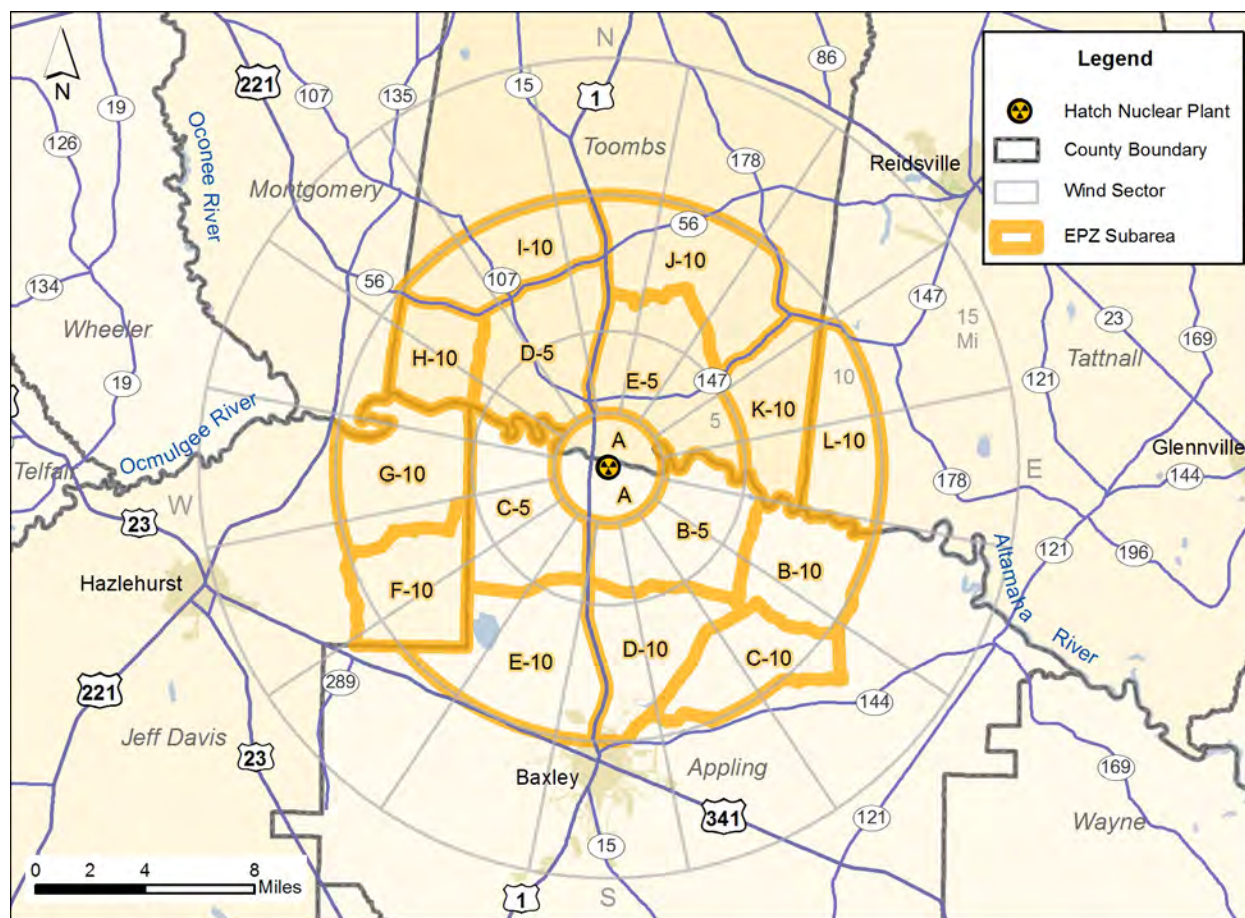 N
19
126
Oconee River
221
107
135
15
1
N
86
Legend
Hatch Nuclear Plant
County Boundary
Wind Sector
EPZ Subarea
Toombs
178
Reidsville
Montgomery
56
I-10
J-10
134
Wheeler
19
56
107
147
15
Mi
23
169
Tattnall
H-10
D-5
E-5
147
10
121
K-10
5
L-10
Ocmulgee River
Telfair
W
G-10
A
A
E
Glennville
144
178
23
C-5
B-5
121
196
Hazlehurst
F-10
B-10
Altamaha
River
E-10
D-10
C-10
289
144
221
Jeff Davis
23
Baxley
Appling
169
341
121
Wayne
15
1
S
0 2 4 8
Miles